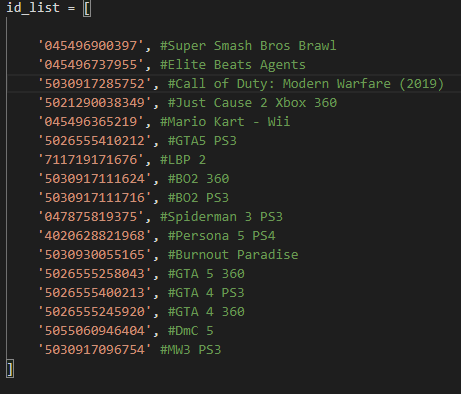 id_list = [
'045496900397', #Super Smash Bros Brawl
'045496737955', #Elite Beats Agents
'5030917285752', #Call of Duty: Modern Warfare (2019)
'5021290038349', #Just Cause 2 Xbox 360
'045496365219', #Mario Kart - Wii
'5026555410212', #GTA5 PS3
'711719171676', #LBP 2
'5030917111624', #BO2 360
'5030917111716', #BO2 PS3
'047875819375', #Spiderman 3 PS3
'4020628821968', #Persona 5 PS4
'5030930055165', #Burnout Paradise
'5026555258043', #GTA 5 360
'5026555400213', #GTA 4 PS3
'5026555245920', #GTA 4 360
'5055060946404', #DmC 5
'5030917096754' #MW3 PS3
]